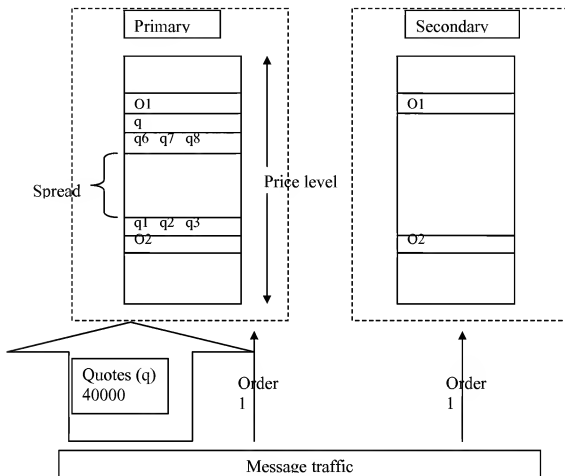 Primary
Secondary
O1
q
q6 q7 q8
Spread
Price level
q1 q2 q3
O2
O1
O2
Quotes (q)
40000
Order
1
Order
1
Message traffic